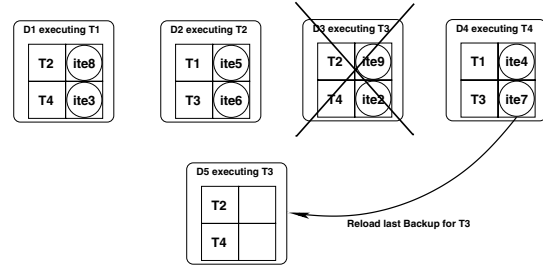 D1 executing T1
D2 executing T2
D3 executing T3
D4 executing T4
T2 ite8
T1 ite5
T2 ite9
T1 ite4
T4 ite3
T3 ite6
T4 ite2
T3 ite7
D5 executing T3
T2
T4
Reload last Backup for T3